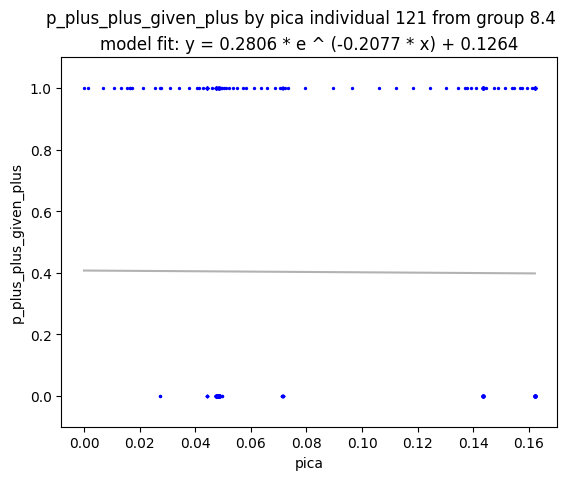 p_plus_plus_given_plus by pica individual 121 from group 8.4
model fit: y = 0.2806 * e ^ (-0.2077 * x) + 0.1264
1.0
0.8
0.6
0.4
0.2
0.0
p_plus_plus_given_plus
0.00 0.02 0.04 0.06 0.08 0.10 0.12 0.14 0.16
pica